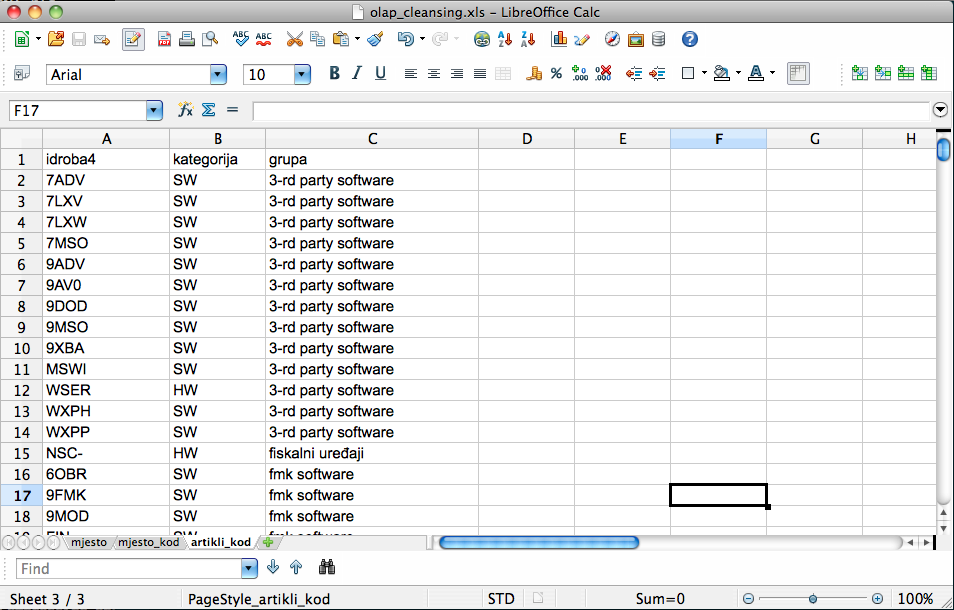 olap_cleansing.xls – LibreOffice Calc
Arial 10
F17
A B C D E F G H
1 idroba4 kategorija grupa
2 7ADV SW 3-rd party software
3 7LXV SW 3-rd party software
4 7LXW SW 3-rd party software
5 7MSO SW 3-rd party software
6 9ADV SW 3-rd party software
7 9AV0 SW 3-rd party software
8 9DOD SW 3-rd party software
9 9MSO SW 3-rd party software
10 9XBA SW 3-rd party software
11 MSWI SW 3-rd party software
12 WSER HW 3-rd party software
13 WXPH SW 3-rd party software
14 WXPP SW 3-rd party software
15 NSC- HW fiskalni uređaji
16 6OBR SW fmk software
17 9FMK SW fmk software
18 9MOD SW fmk software
mjesto mjesto_kod artikli_kod
Find
Sheet 3 / 3 PageStyle_artikli_kod STD Sum=0 100%